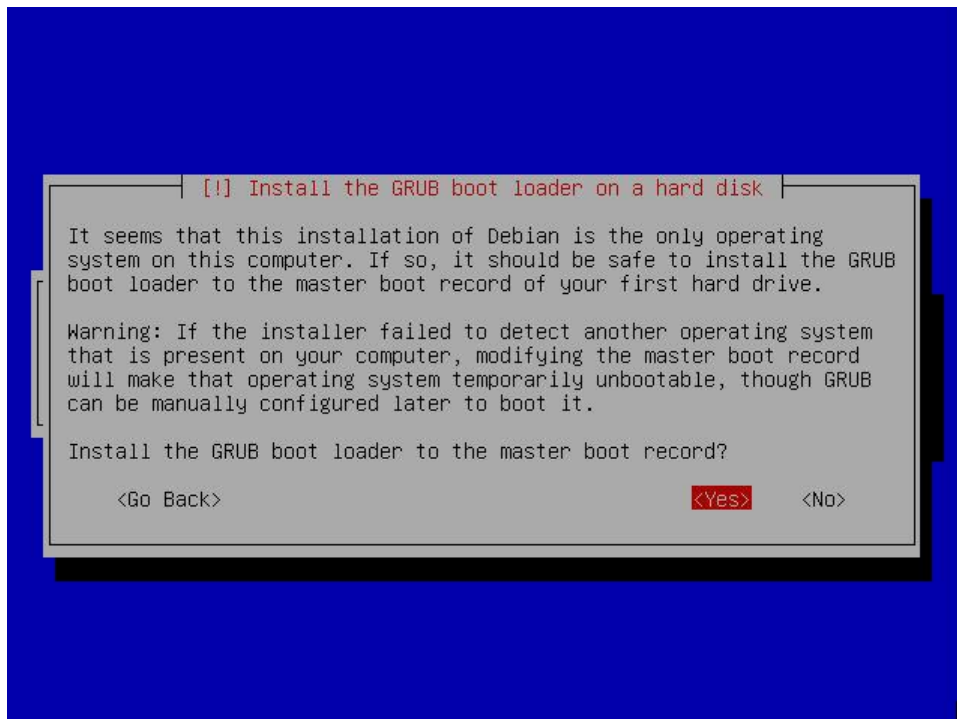 [!] Install the GRUB boot loader on a hard disk
It seems that this installation of Debian is the only operating
system on this computer. If so, it should be safe to install the GRUB
boot loader to the master boot record of your first hard drive.
Warning: If the installer failed to detect another operating system
that is present on your computer, modifying the master boot record
will make that operating system temporarily unbootable, though GRUB
can be manually configured later to boot it.
Install the GRUB boot loader to the master boot record?
<Go Back> <Yes> <No>